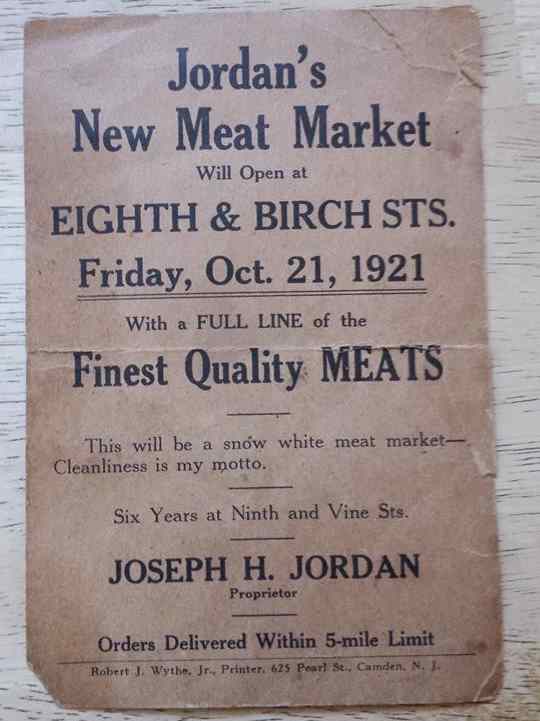 Jordan's
New Meat Market
Will Open at
EIGHTH & BIRCH STS.
Friday, Oct. 21, 1921
With a FULL LINE of the
Finest Quality MEATS
This will be a snow white meat market—
Cleanliness is my motto.
Six Years at Ninth and Vine Sts.
JOSEPH H. JORDAN
Proprietor
Orders Delivered Within 5-mile Limit
Robert J. Wythe, Jr., Printer, 625 Pearl St., Camden, N. J.